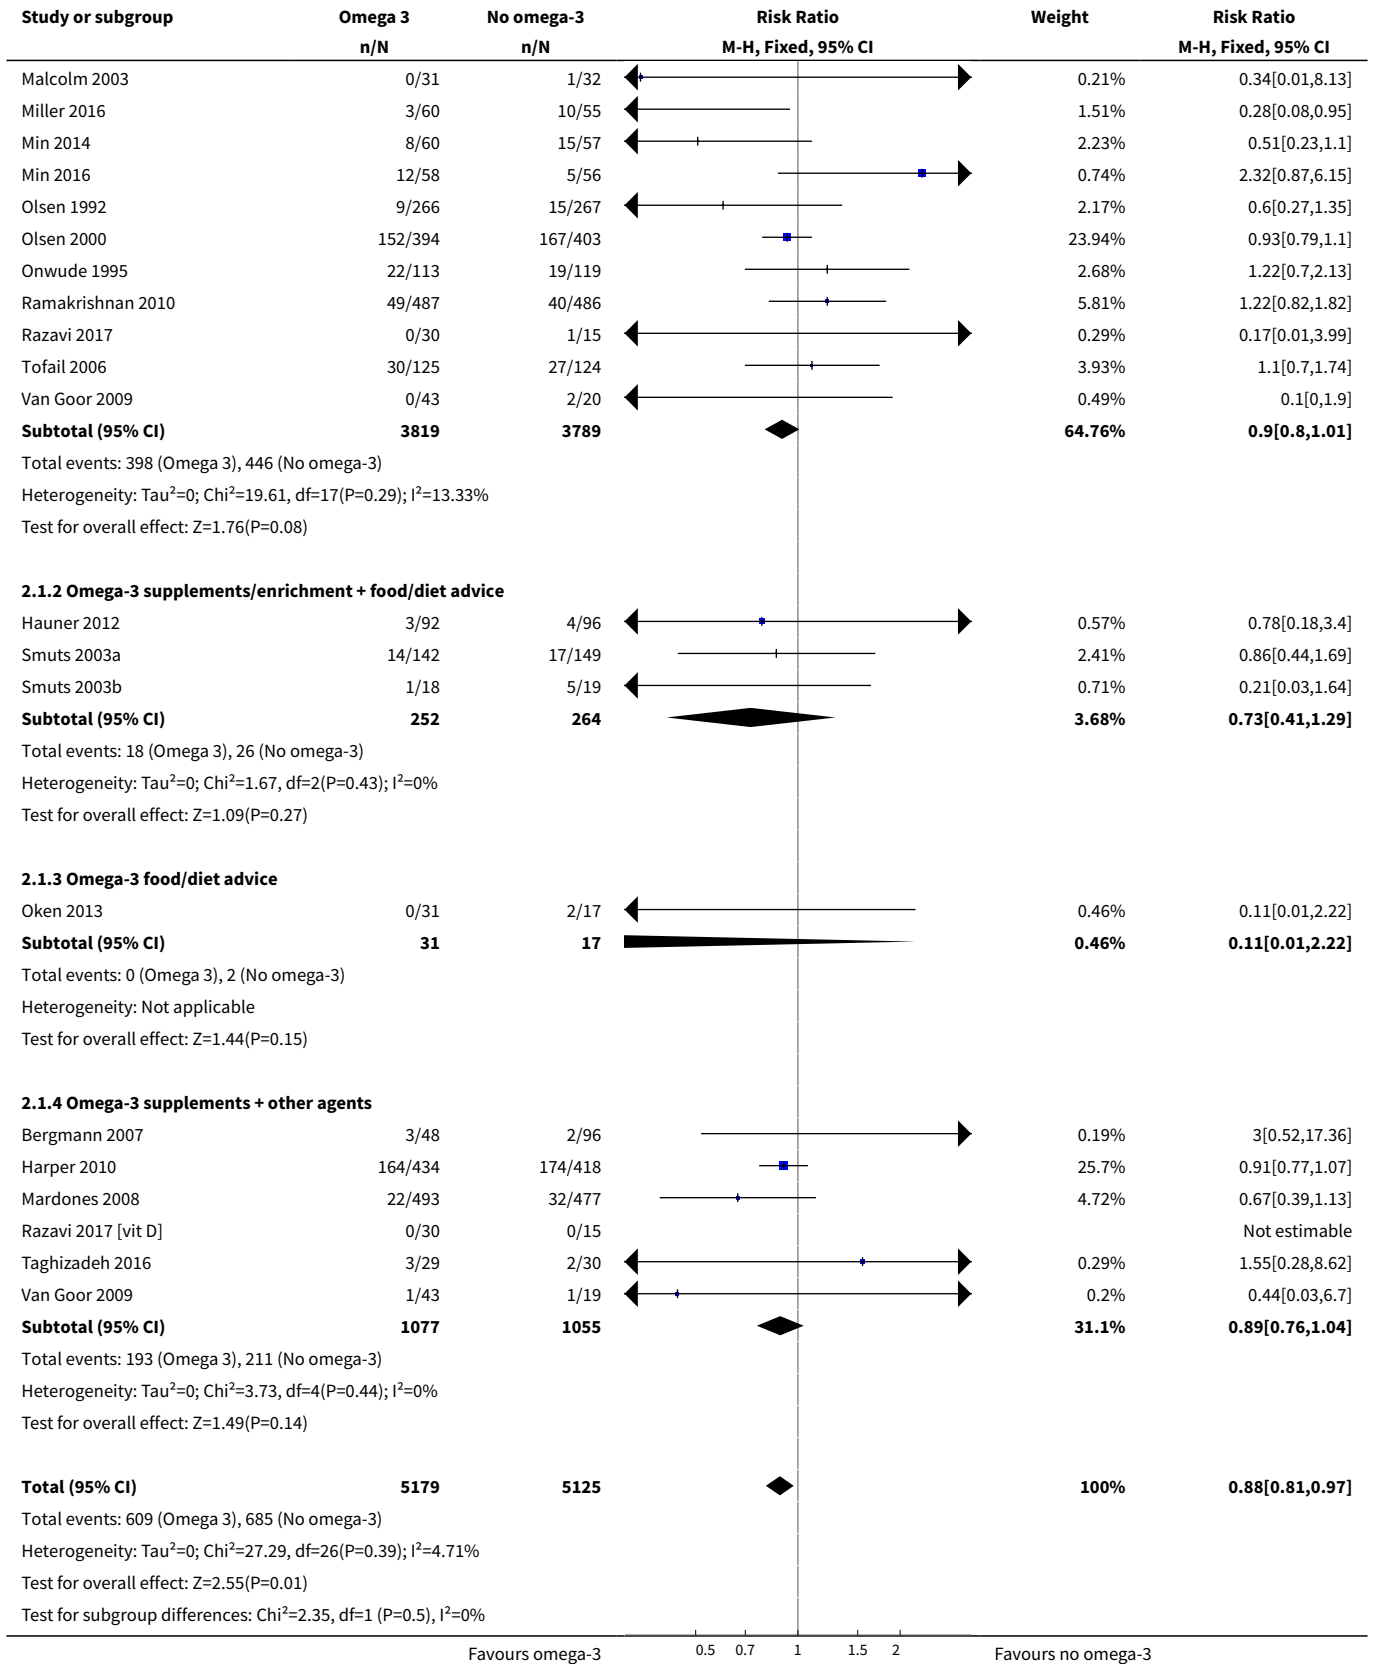 Study or subgroup Omega 3 No omega-3 Risk Ratio Weight Risk Ratio
n/N n/N M-H, Fixed, 95% CI M-H, Fixed, 95% CI
Malcolm 2003 0/31 1/32 0.21% 0.34[0.01,8.13]
Miller 2016 3/60 10/55 1.51% 0.28[0.08,0.95]
Min 2014 8/60 15/57 2.23% 0.51[0.23,1.1]
Min 2016 12/58 5/56 0.74% 2.32[0.87,6.15]
Olsen 1992 9/266 15/267 2.17% 0.6[0.27,1.35]
Olsen 2000 152/394 167/403 23.94% 0.93[0.79,1.1]
Onwude 1995 22/113 19/119 2.68% 1.22[0.7,2.13]
Ramakrishnan 2010 49/487 40/486 5.81% 1.22[0.82,1.82]
Razavi 2017 0/30 1/15 0.29% 0.17[0.01,3.99]
Tofail 2006 30/125 27/124 3.93% 1.1[0.7,1.74]
Van Goor 2009 0/43 2/20 0.49% 0.1[0,1.9]
Subtotal (95% CI) 3819 3789 64.76% 0.9[0.8,1.01]
Total events: 398 (Omega 3), 446 (No omega-3)
Heterogeneity: Tau²=0; Chi²=19.61, df=17(P=0.29); I²=13.33%
Test for overall effect: Z=1.76(P=0.08)
2.1.2 Omega-3 supplements/enrichment + food/diet advice
Hauner 2012 3/92 4/96 0.57% 0.78[0.18,3.4]
Smuts 2003a 14/142 17/149 2.41% 0.86[0.44,1.69]
Smuts 2003b 1/18 5/19 0.71% 0.21[0.03,1.64]
Subtotal (95% CI) 252 264 3.68% 0.73[0.41,1.29]
Total events: 18 (Omega 3), 26 (No omega-3)
Heterogeneity: Tau²=0; Chi²=1.67, df=2(P=0.43); I²=0%
Test for overall effect: Z=1.09(P=0.27)
2.1.3 Omega-3 food/diet advice
Oken 2013 0/31 2/17 0.46% 0.11[0.01,2.22]
Subtotal (95% CI) 31 17 0.46% 0.11[0.01,2.22]
Total events: 0 (Omega 3), 2 (No omega-3)
Heterogeneity: Not applicable
Test for overall effect: Z=1.44(P=0.15)
2.1.4 Omega-3 supplements + other agents
Bergmann 2007 3/48 2/96 0.19% 3[0.52,17.36]
Harper 2010 164/434 174/418 25.7% 0.91[0.77,1.07]
Mardones 2008 22/493 32/477 4.72% 0.67[0.39,1.13]
Razavi 2017 [vit D] 0/30 0/15 Not estimable
Taghizadeh 2016 3/29 2/30 0.29% 1.55[0.28,8.62]
Van Goor 2009 1/43 1/19 0.2% 0.44[0.03,6.7]
Subtotal (95% CI) 1077 1055 31.1% 0.89[0.76,1.04]
Total events: 193 (Omega 3), 211 (No omega-3)
Heterogeneity: Tau²=0; Chi²=3.73, df=4(P=0.44); I²=0%
Test for overall effect: Z=1.49(P=0.14)
Total (95% CI) 5179 5125 100% 0.88[0.81,0.97]
Total events: 609 (Omega 3), 685 (No omega-3)
Heterogeneity: Tau²=0; Chi²=27.29, df=26(P=0.39); I²=4.71%
Test for overall effect: Z=2.55(P=0.01)
Test for subgroup differences: Chi²=2.35, df=1 (P=0.5), I²=0%
Favours omega-3 0.5 0.7 1 1.5 2 Favours no omega-3